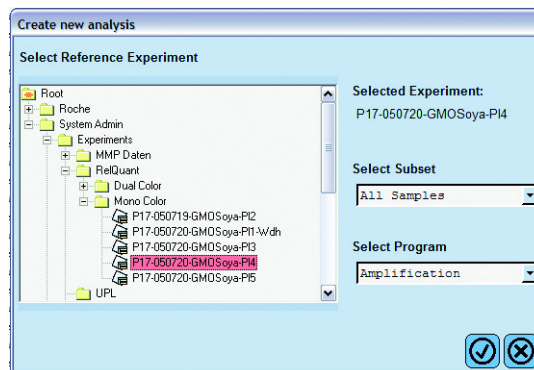 Create new analysis
Select Reference Experiment
Root
Roche
System Admin
Experiments
MMP Daten
RelQuant
Dual Color
Mono Color
P17-050719-GMOSoya-Pl2
P17-050720-GMOSoya-Pl1-Wdh
P17-050720-GMOSoya-Pl3
P17-050720-GMOSoya-Pl4
P17-050720-GMOSoya-Pl5
UPL
Selected Experiment:
P17-050720-GMOSoya-Pl4
Select Subset
All Samples
Select Program
Amplification